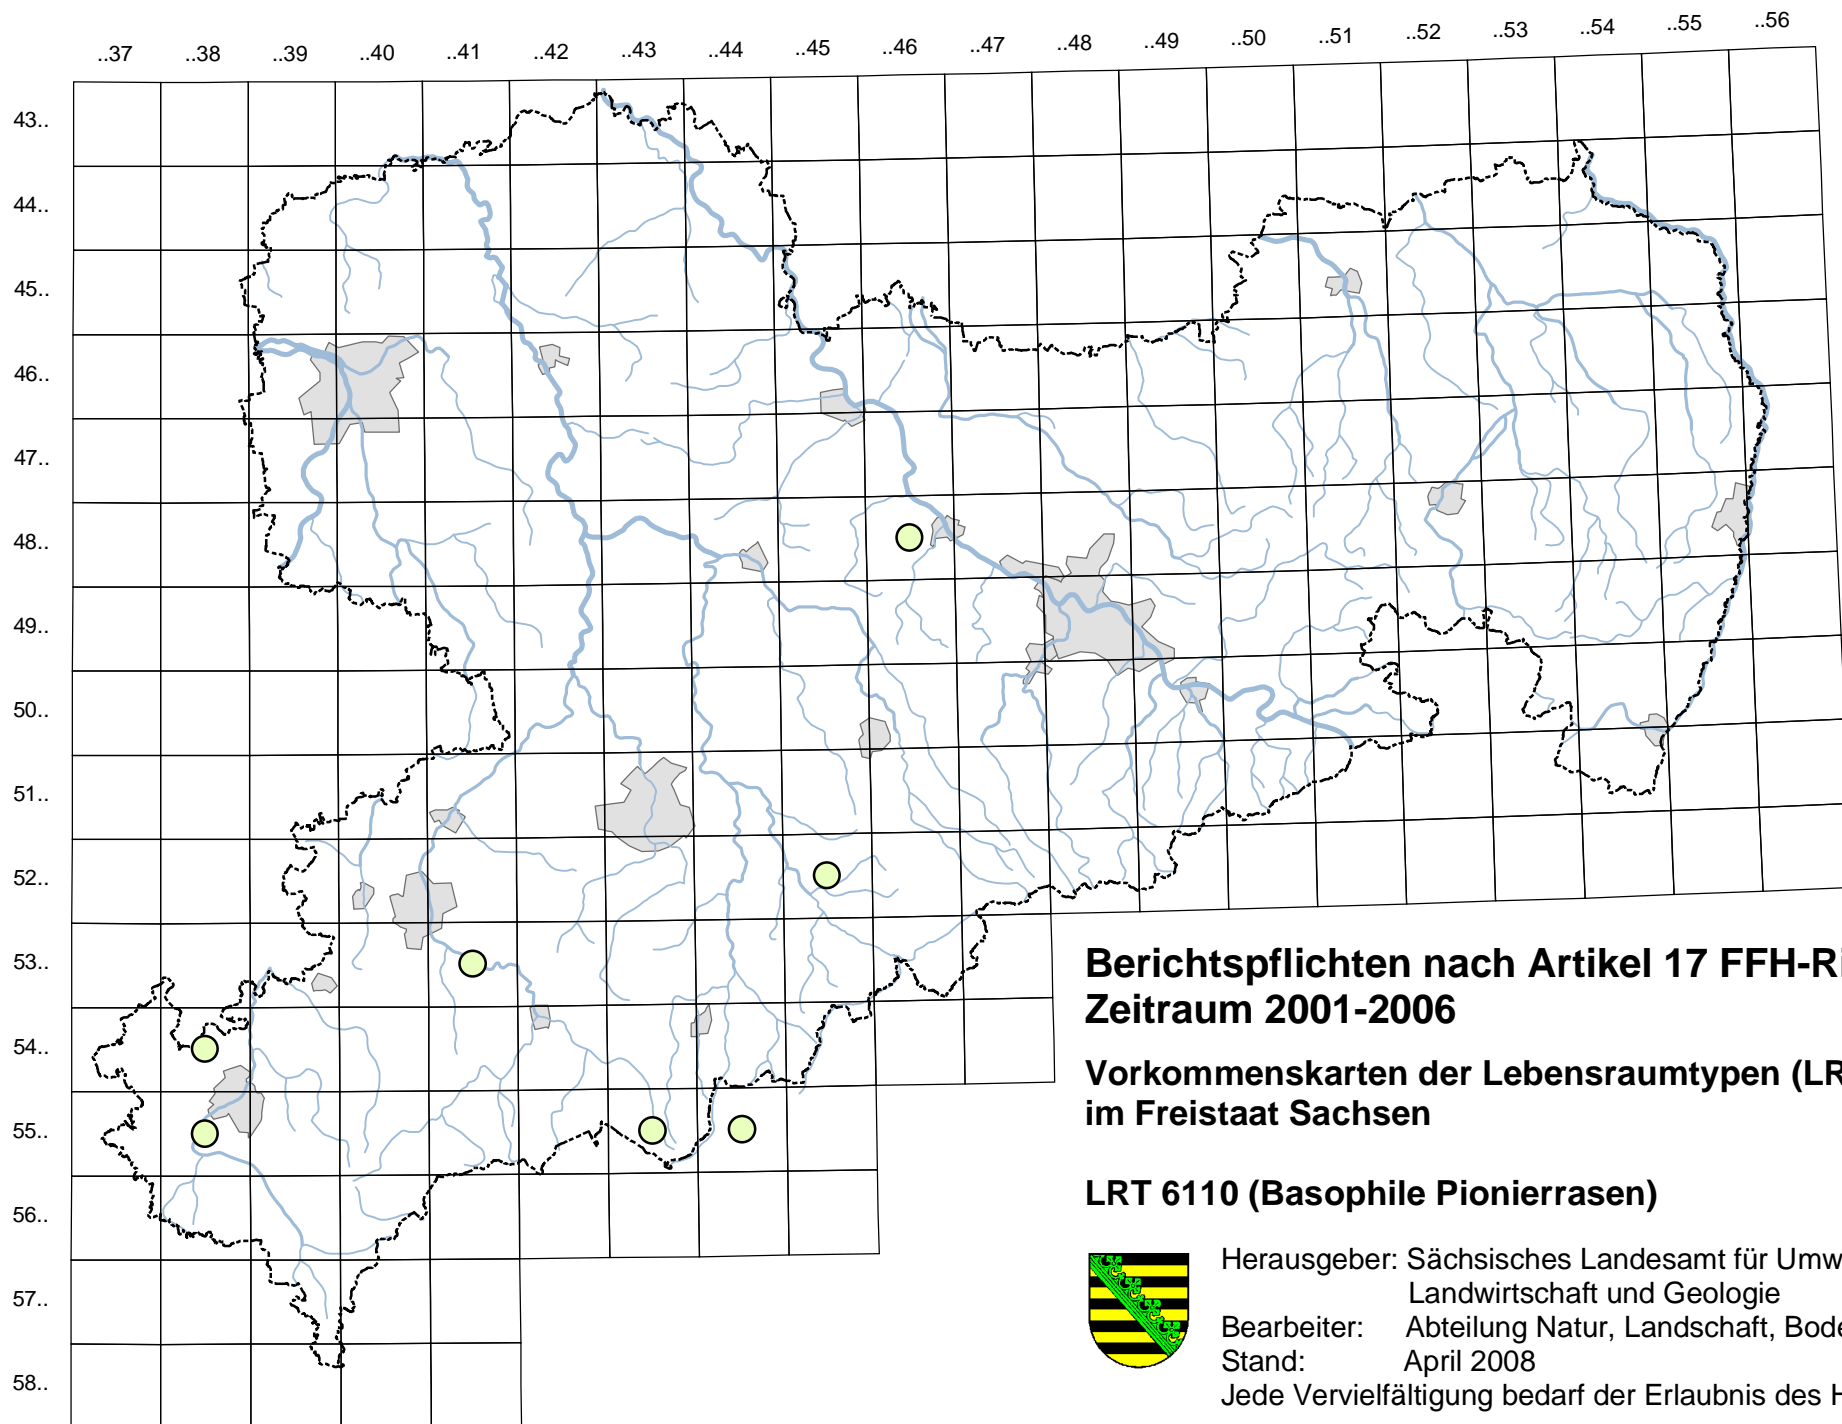 ..37 ..38 ..39 ..40 ..41 ..42 ..43 ..44 ..45 ..46 ..47 ..48 ..49 ..50 ..51 ..52 ..53 ..54 ..55 ..56
43..
44..
45..
46..
47..
48..
49..
50..
51..
52..
53..
54..
55..
56..
57..
58..
Berichtspflichten nach Artikel 17 FFH-Ri
Zeitraum 2001-2006
Vorkommenskarten der Lebensraumtypen (LR
im Freistaat Sachsen
LRT 6110 (Basophile Pionierrasen)
Herausgeber: Sächsisches Landesamt für Umw
Landwirtschaft und Geologie
Bearbeiter: Abteilung Natur, Landschaft, Bode
Stand: April 2008
Jede Vervielfältigung bedarf der Erlaubnis des H